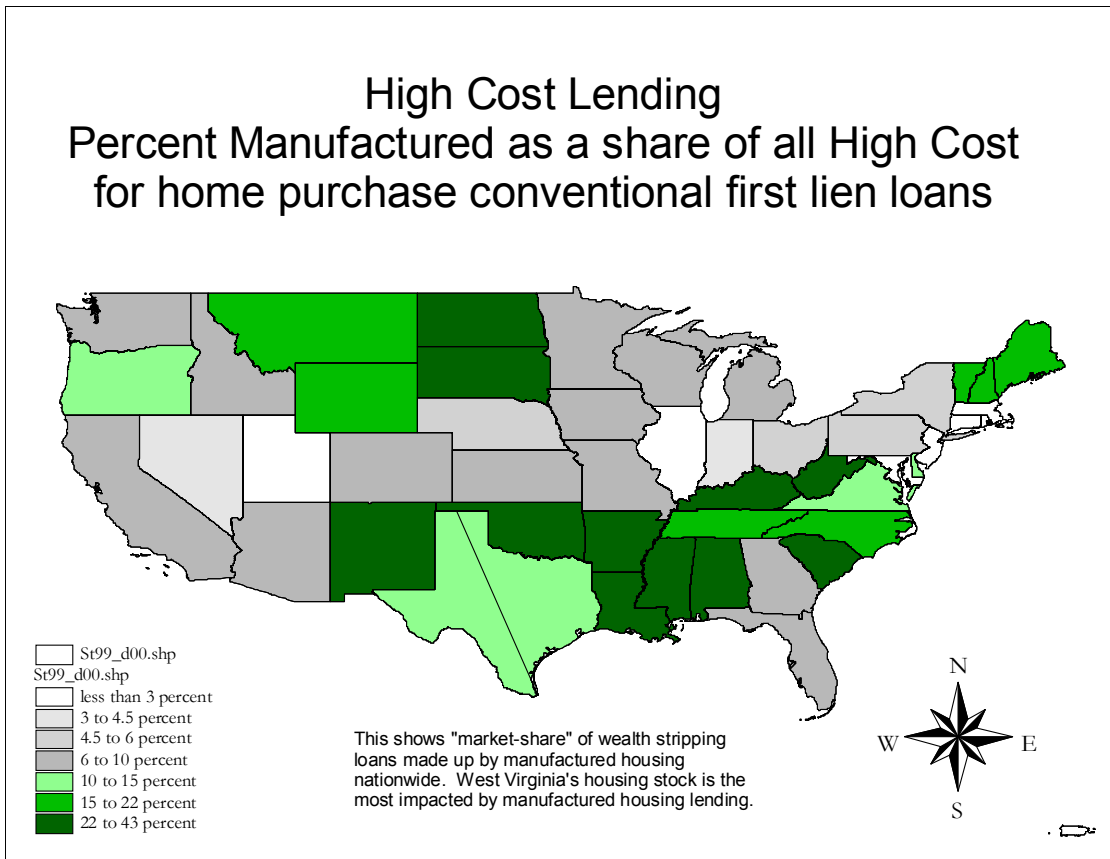 High Cost Lending
Percent Manufactured as a share of all High Cost
for home purchase conventional first lien loans
St99_d00.shp
St99_d00.shp
less than 3 percent
3 to 4.5 percent
4.5 to 6 percent
6 to 10 percent
10 to 15 percent
15 to 22 percent
22 to 43 percent
This shows "market-share" of wealth stripping
loans made up by manufactured housing
nationwide. West Virginia's housing stock is the
most impacted by manufactured housing lending.
N
W
E
S